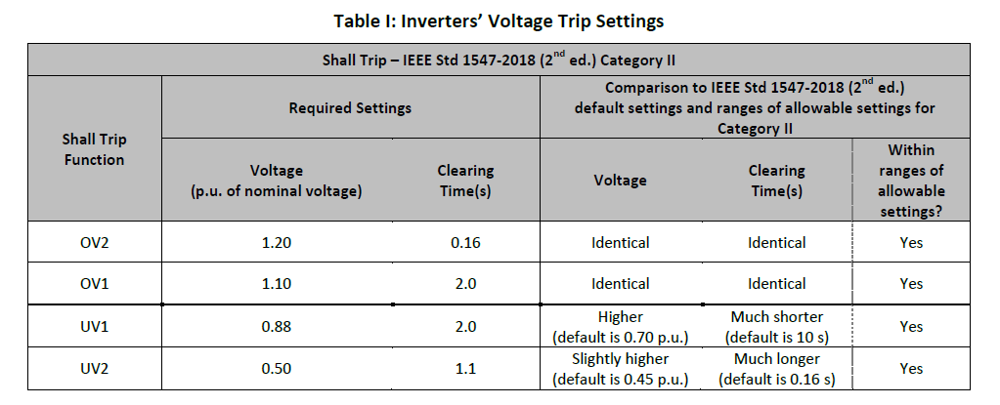 Table I: Inverters’ Voltage Trip Settings
Shall Trip – IEEE Std 1547-2018 (2nd ed.) Category II
Shall Trip
Function
Required Settings
Comparison to IEEE Std 1547-2018 (2nd ed.)
default settings and ranges of allowable settings for
Category II
Voltage
(p.u. of nominal voltage)
Clearing
Time(s)
Voltage
Clearing
Time(s)
Within
ranges of
allowable
settings?
OV2 1.20 0.16 Identical Identical Yes
OV1 1.10 2.0 Identical Identical Yes
UV1 0.88 2.0 Higher Much shorter Yes
(default is 0.70 p.u.) (default is 10 s)
UV2 0.50 1.1 Slightly higher Much longer Yes
(default is 0.45 p.u.) (default is 0.16 s)